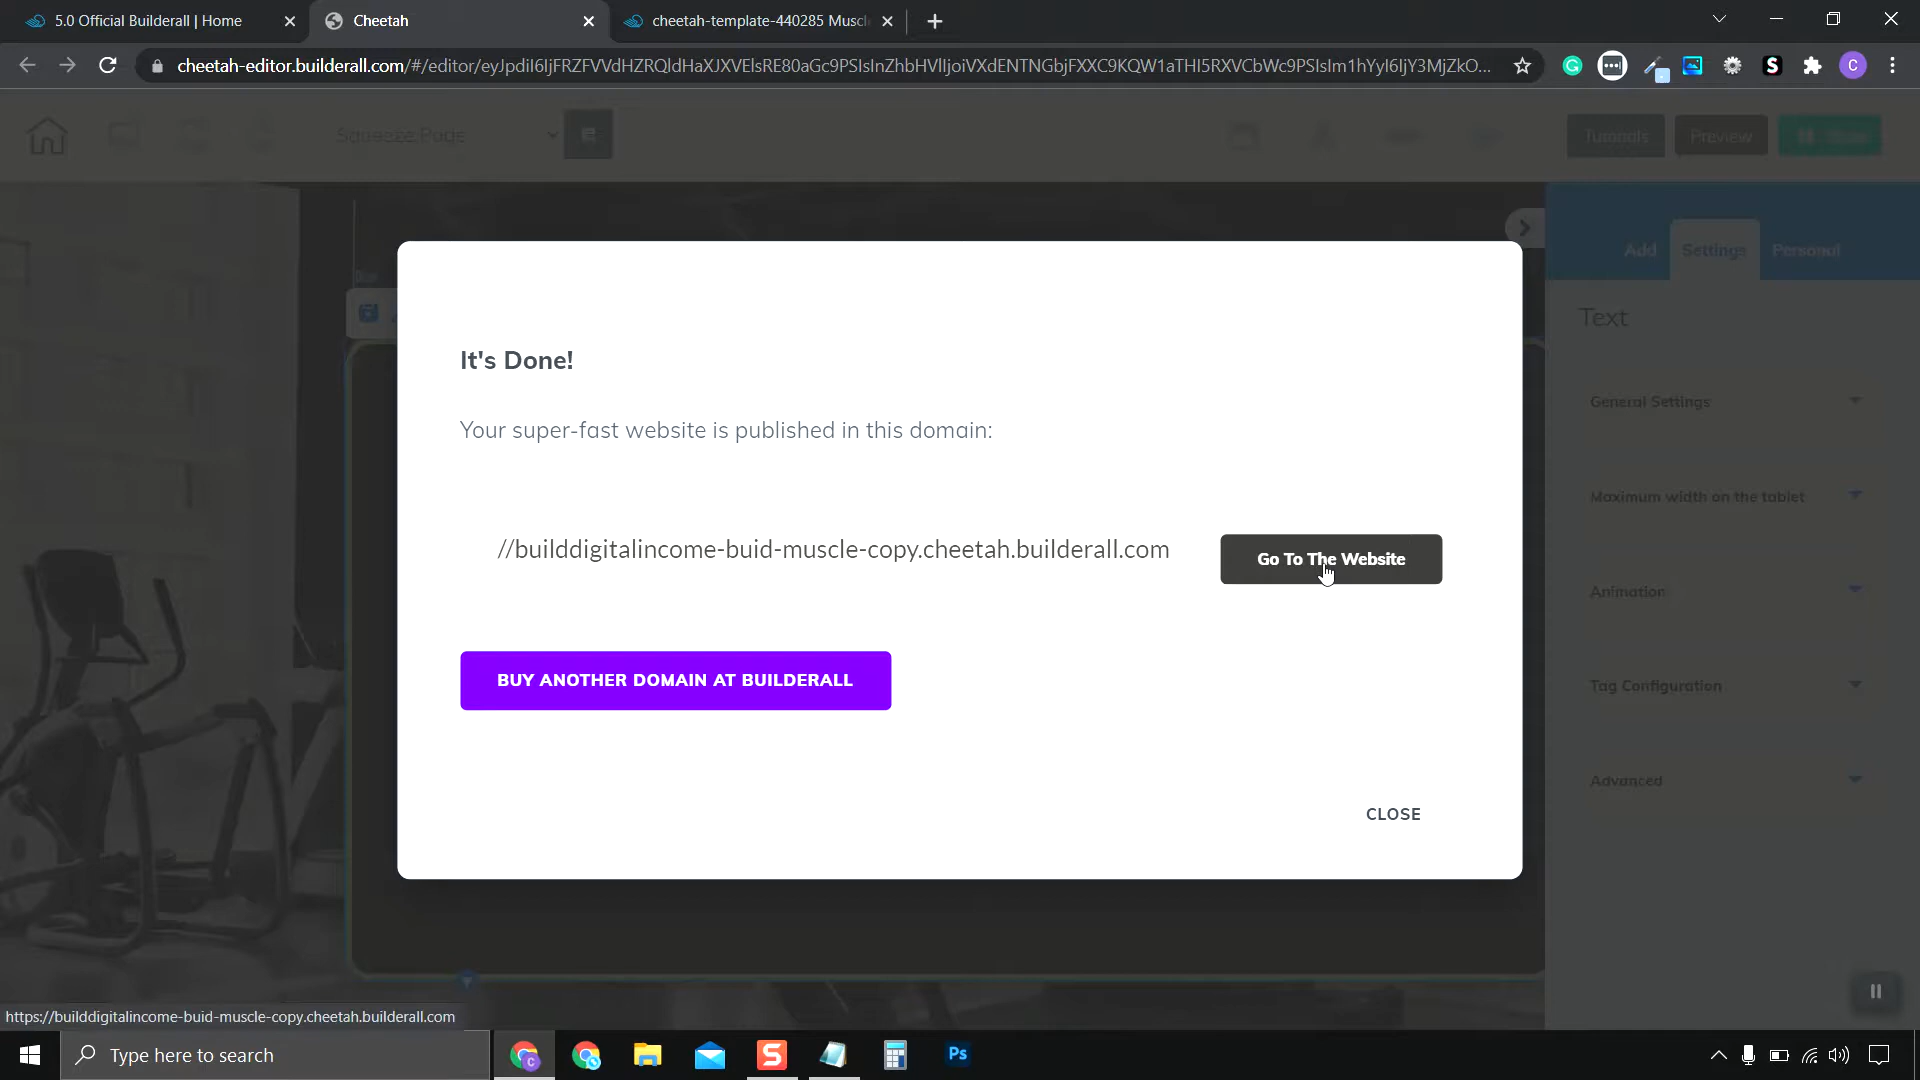 5.0 Official Builderall | Home
Cheetah
cheetah-template-440285 Muscl
cheetah-editor.builderall.com/#/editor/
Squeeze Page
Tutorials
Preview
Save
Add
Settings
Personal
Text
General Settings
Maximum width on the tablet
Animation
Tag Configuration
Advanced
It's Done!
Your super-fast website is published in this domain:
//builddigitalincome-buid-muscle-copy.cheetah.builderall.com
Go To The Website
BUY ANOTHER DOMAIN AT BUILDERALL
CLOSE
https://builddigitalincome-buid-muscle-copy.cheetah.builderall.com
Type here to search
C
S
Ps